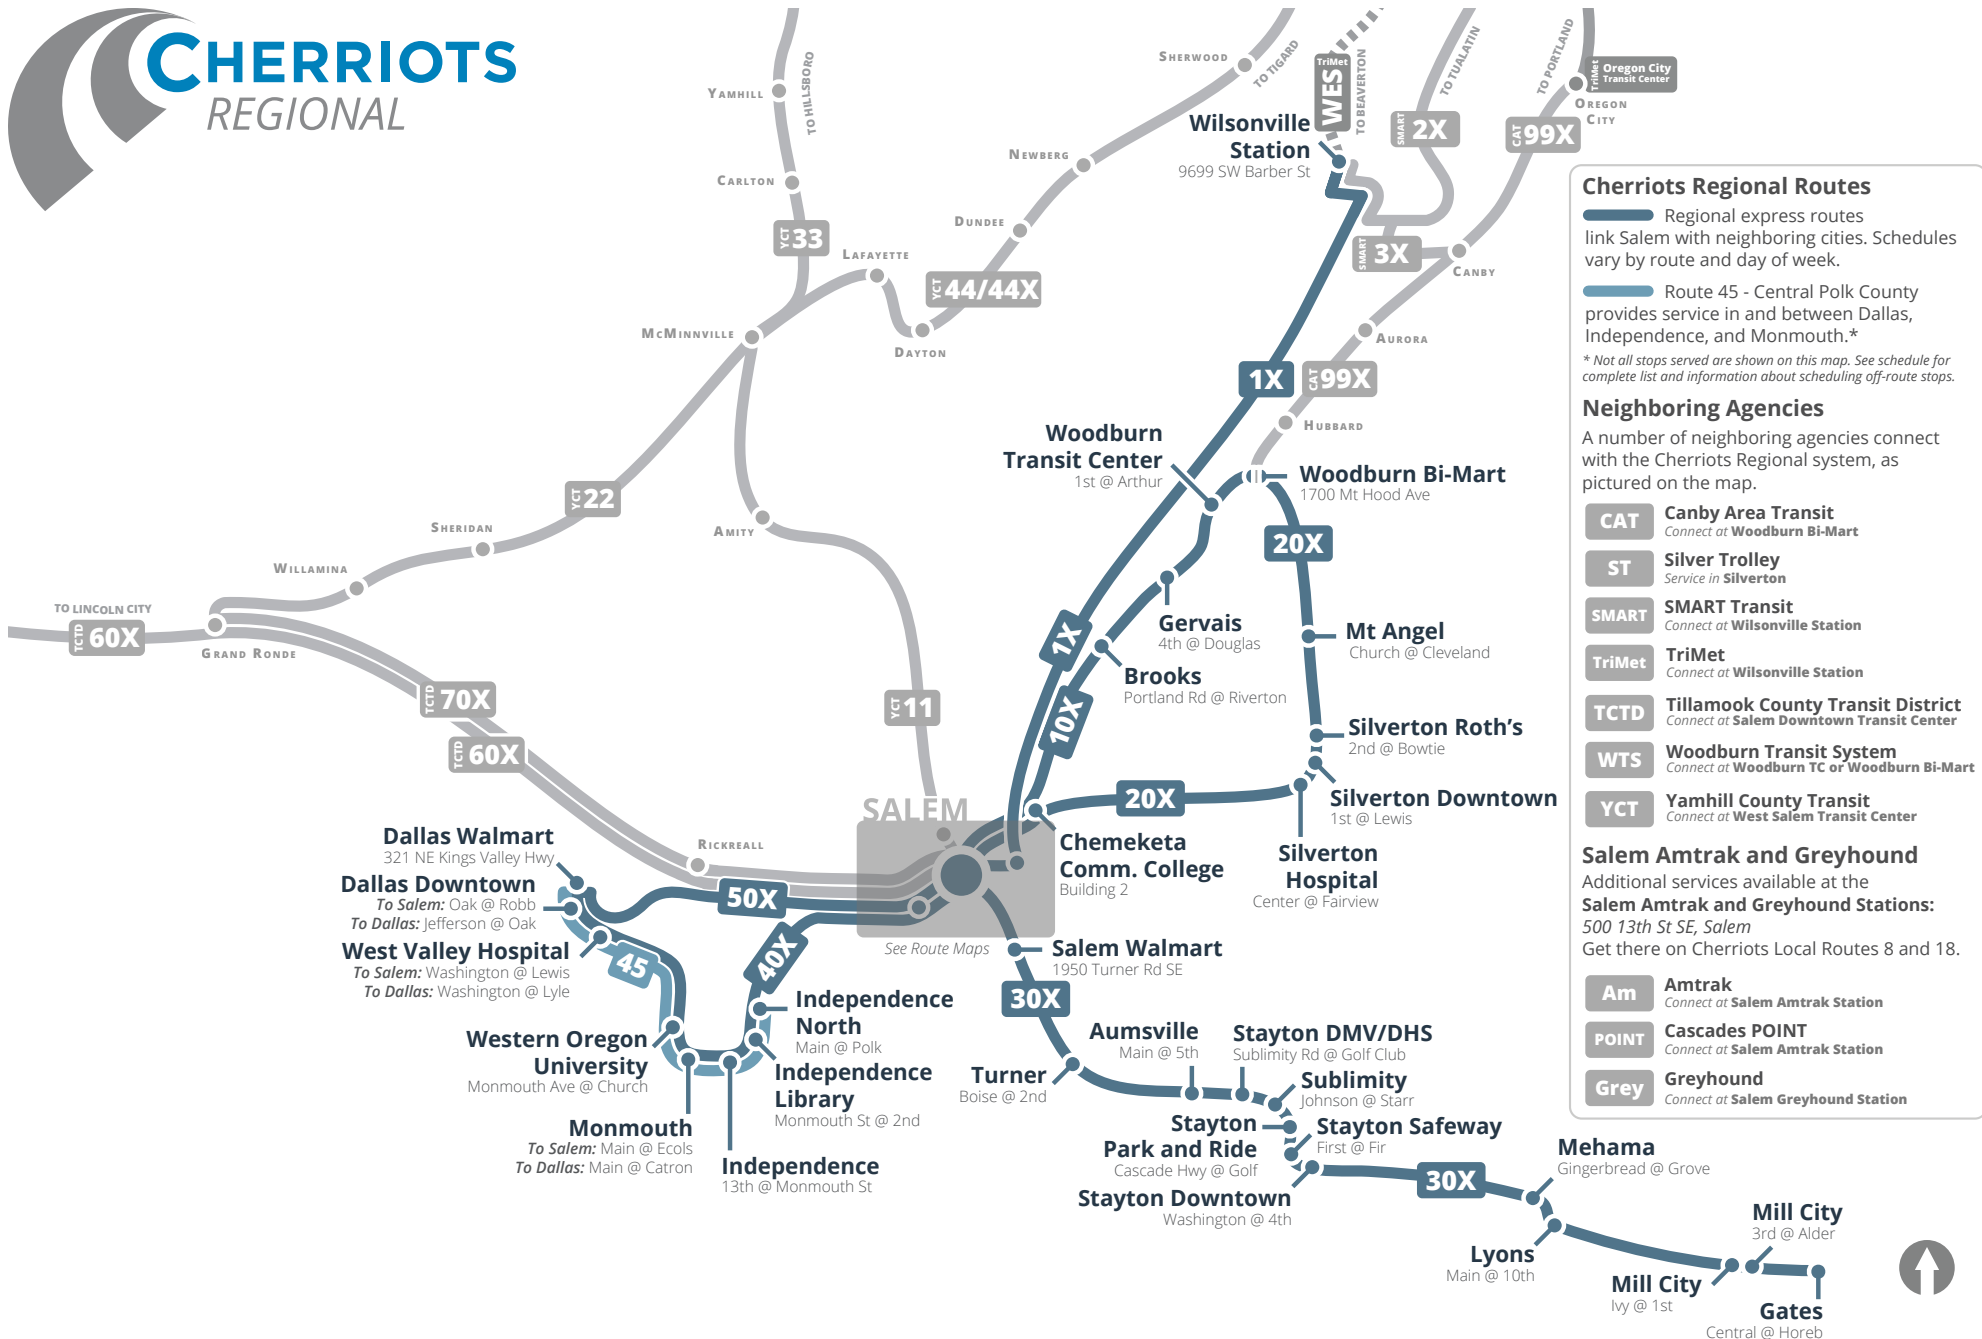 CHERRIOTS
REGIONAL
YAMHILL
TO HILLSBORO
CARLTON
YCT 33
SHERWOOD
TO TIGARD
NEWBERG
DUNDEE
LAFAYETTE
YCT 44/44X
MCMINNVILLE
DAYTON
TriMet
WES
TO BEAVERTON
Wilsonville
Station
9699 SW Barber St
SMART 2X
TO TUALATIN
TO PORTLAND
CAT 99X
TriMet Oregon City
Transit Center
OREGON
CITY
SMART 3X
CANBY
AURORA
1X
CAT 99X
HUBBARD
Woodburn
Transit Center
1st @ Arthur
Woodburn Bi-Mart
1700 Mt Hood Ave
20X
YCT 22
SHERIDAN
AMITY
WILLAMINA
TO LINCOLN CITY
TCTD 60X
GRAND RONDE
TCTD 70X
TCTD 60X
YCT 11
1X
10X
Gervais
4th @ Douglas
Brooks
Portland Rd @ Riverton
Mt Angel
Church @ Cleveland
Silverton Roth's
2nd @ Bowtie
20X
Silverton Downtown
1st @ Lewis
Silverton
Hospital
Center @ Fairview
SALEM
RICKREALL
Chemeketa
Comm. College
Building 2
See Route Maps
Dallas Walmart
321 NE Kings Valley Hwy
Dallas Downtown
To Salem: Oak @ Robb
To Dallas: Jefferson @ Oak
West Valley Hospital
To Salem: Washington @ Lewis
To Dallas: Washington @ Lyle
50X
45
40X
Western Oregon
University
Monmouth Ave @ Church
Monmouth
To Salem: Main @ Ecols
To Dallas: Main @ Catron
Independence
13th @ Monmouth St
Independence
North
Main @ Polk
Independence
Library
Monmouth St @ 2nd
Salem Walmart
1950 Turner Rd SE
30X
Turner
Boise @ 2nd
Aumsville
Main @ 5th
Stayton DMV/DHS
Sublimity Rd @ Golf Club
Sublimity
Johnson @ Starr
Stayton
Park and Ride
Cascade Hwy @ Golf
Stayton Safeway
First @ Fir
Stayton Downtown
Washington @ 4th
30X
Mehama
Gingerbread @ Grove
Lyons
Main @ 10th
Mill City
3rd @ Alder
Mill City
Ivy @ 1st
Gates
Central @ Horeb
Cherriots Regional Routes
Regional express routes
link Salem with neighboring cities. Schedules
vary by route and day of week.
Route 45 - Central Polk County
provides service in and between Dallas,
Independence, and Monmouth.*
* Not all stops served are shown on this map. See schedule for
complete list and information about scheduling off-route stops.
Neighboring Agencies
A number of neighboring agencies connect
with the Cherriots Regional system, as
pictured on the map.
CAT Canby Area Transit
Connect at Woodburn Bi-Mart
ST Silver Trolley
Service in Silverton
SMART SMART Transit
Connect at Wilsonville Station
TriMet TriMet
Connect at Wilsonville Station
TCTD Tillamook County Transit District
Connect at Salem Downtown Transit Center
WTS Woodburn Transit System
Connect at Woodburn TC or Woodburn Bi-Mart
YCT Yamhill County Transit
Connect at West Salem Transit Center
Salem Amtrak and Greyhound
Additional services available at the
Salem Amtrak and Greyhound Stations:
500 13th St SE, Salem
Get there on Cherriots Local Routes 8 and 18.
Am Amtrak
Connect at Salem Amtrak Station
POINT Cascades POINT
Connect at Salem Amtrak Station
Grey Greyhound
Connect at Salem Greyhound Station